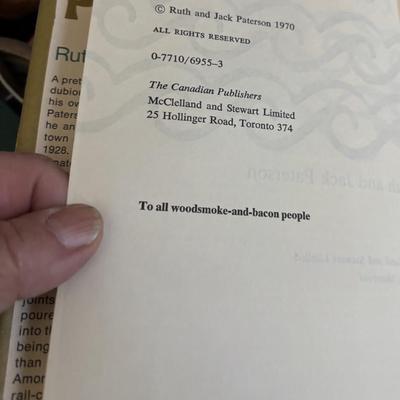 © Ruth and Jack Paterson 1970
ALL RIGHTS RESERVED
0-7710/6955-3
The Canadian Publishers
McClelland and Stewart Limited
25 Hollinger Road, Toronto 374
To all woodsmoke-and-bacon people
A pret
dubio
his ow
Paters
he an
town
1928.
joints
poure
into t
being
than
Amor
rail-c